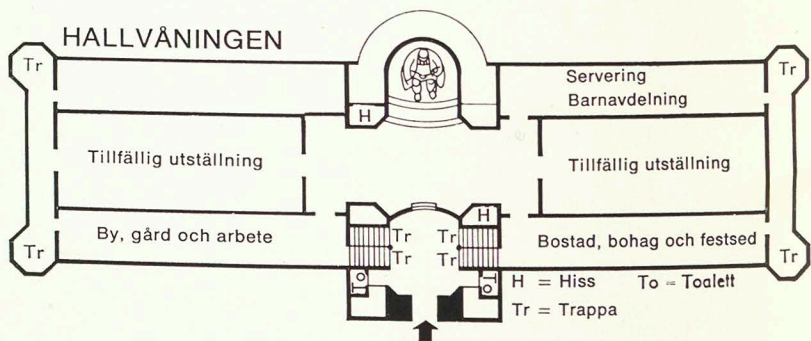 HALLVÅNINGEN
Tr
Tr
Servering
Barnavdelning
H
Tillfällig utställning
Tillfällig utställning
H
By, gård och arbete
Tr
Tr
Bostad, bohag och festsed
Tr
Tr
Tr
Tr
To
To
H = Hiss
To = Toalett
Tr = Trappa